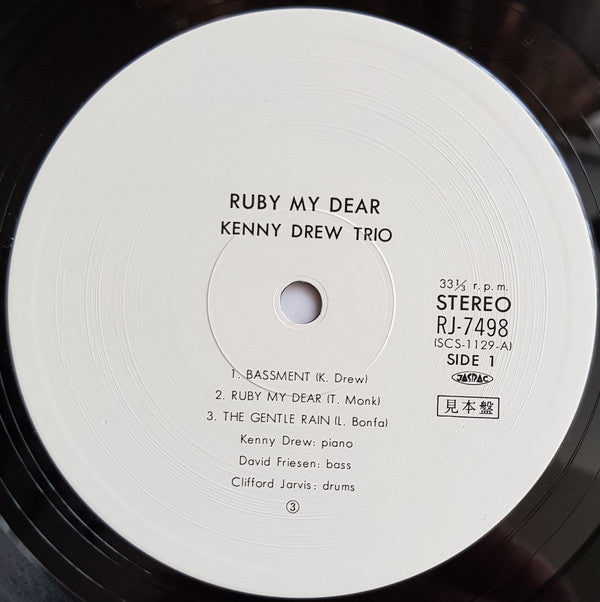 RUBY MY DEAR
KENNY DREW TRIO
33⅓ r.p.m.
STEREO
RJ-7498
(SCS-1129-A)
SIDE 1
JASRAC
見本盤
1. BASSMENT (K. Drew)
2. RUBY MY DEAR (T. Monk)
3. THE GENTLE RAIN (L. Bonfa)
Kenny Drew: piano
David Friesen: bass
Clifford Jarvis: drums
③